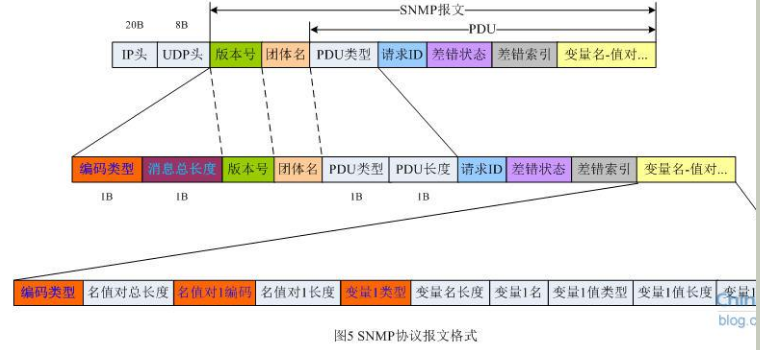 20B 8B SNMP报文
PDU
IP头 UDP头 版本号 团体名 PDU类型 请求ID 差错状态 差错索引 变量名-值对...
编码类型 消息总长度 版本号 团体名 PDU类型 PDU长度 请求ID 差错状态 差错索引 变量名-值对...
1B 1B 1B 1B
编码类型 名值对总长度 名值对1编码 名值对1长度 变量1类型 变量名长度 变量1名 变量1值类型 变量1值长度 变量1
Chin
blog.c
图5 SNMP协议报文格式